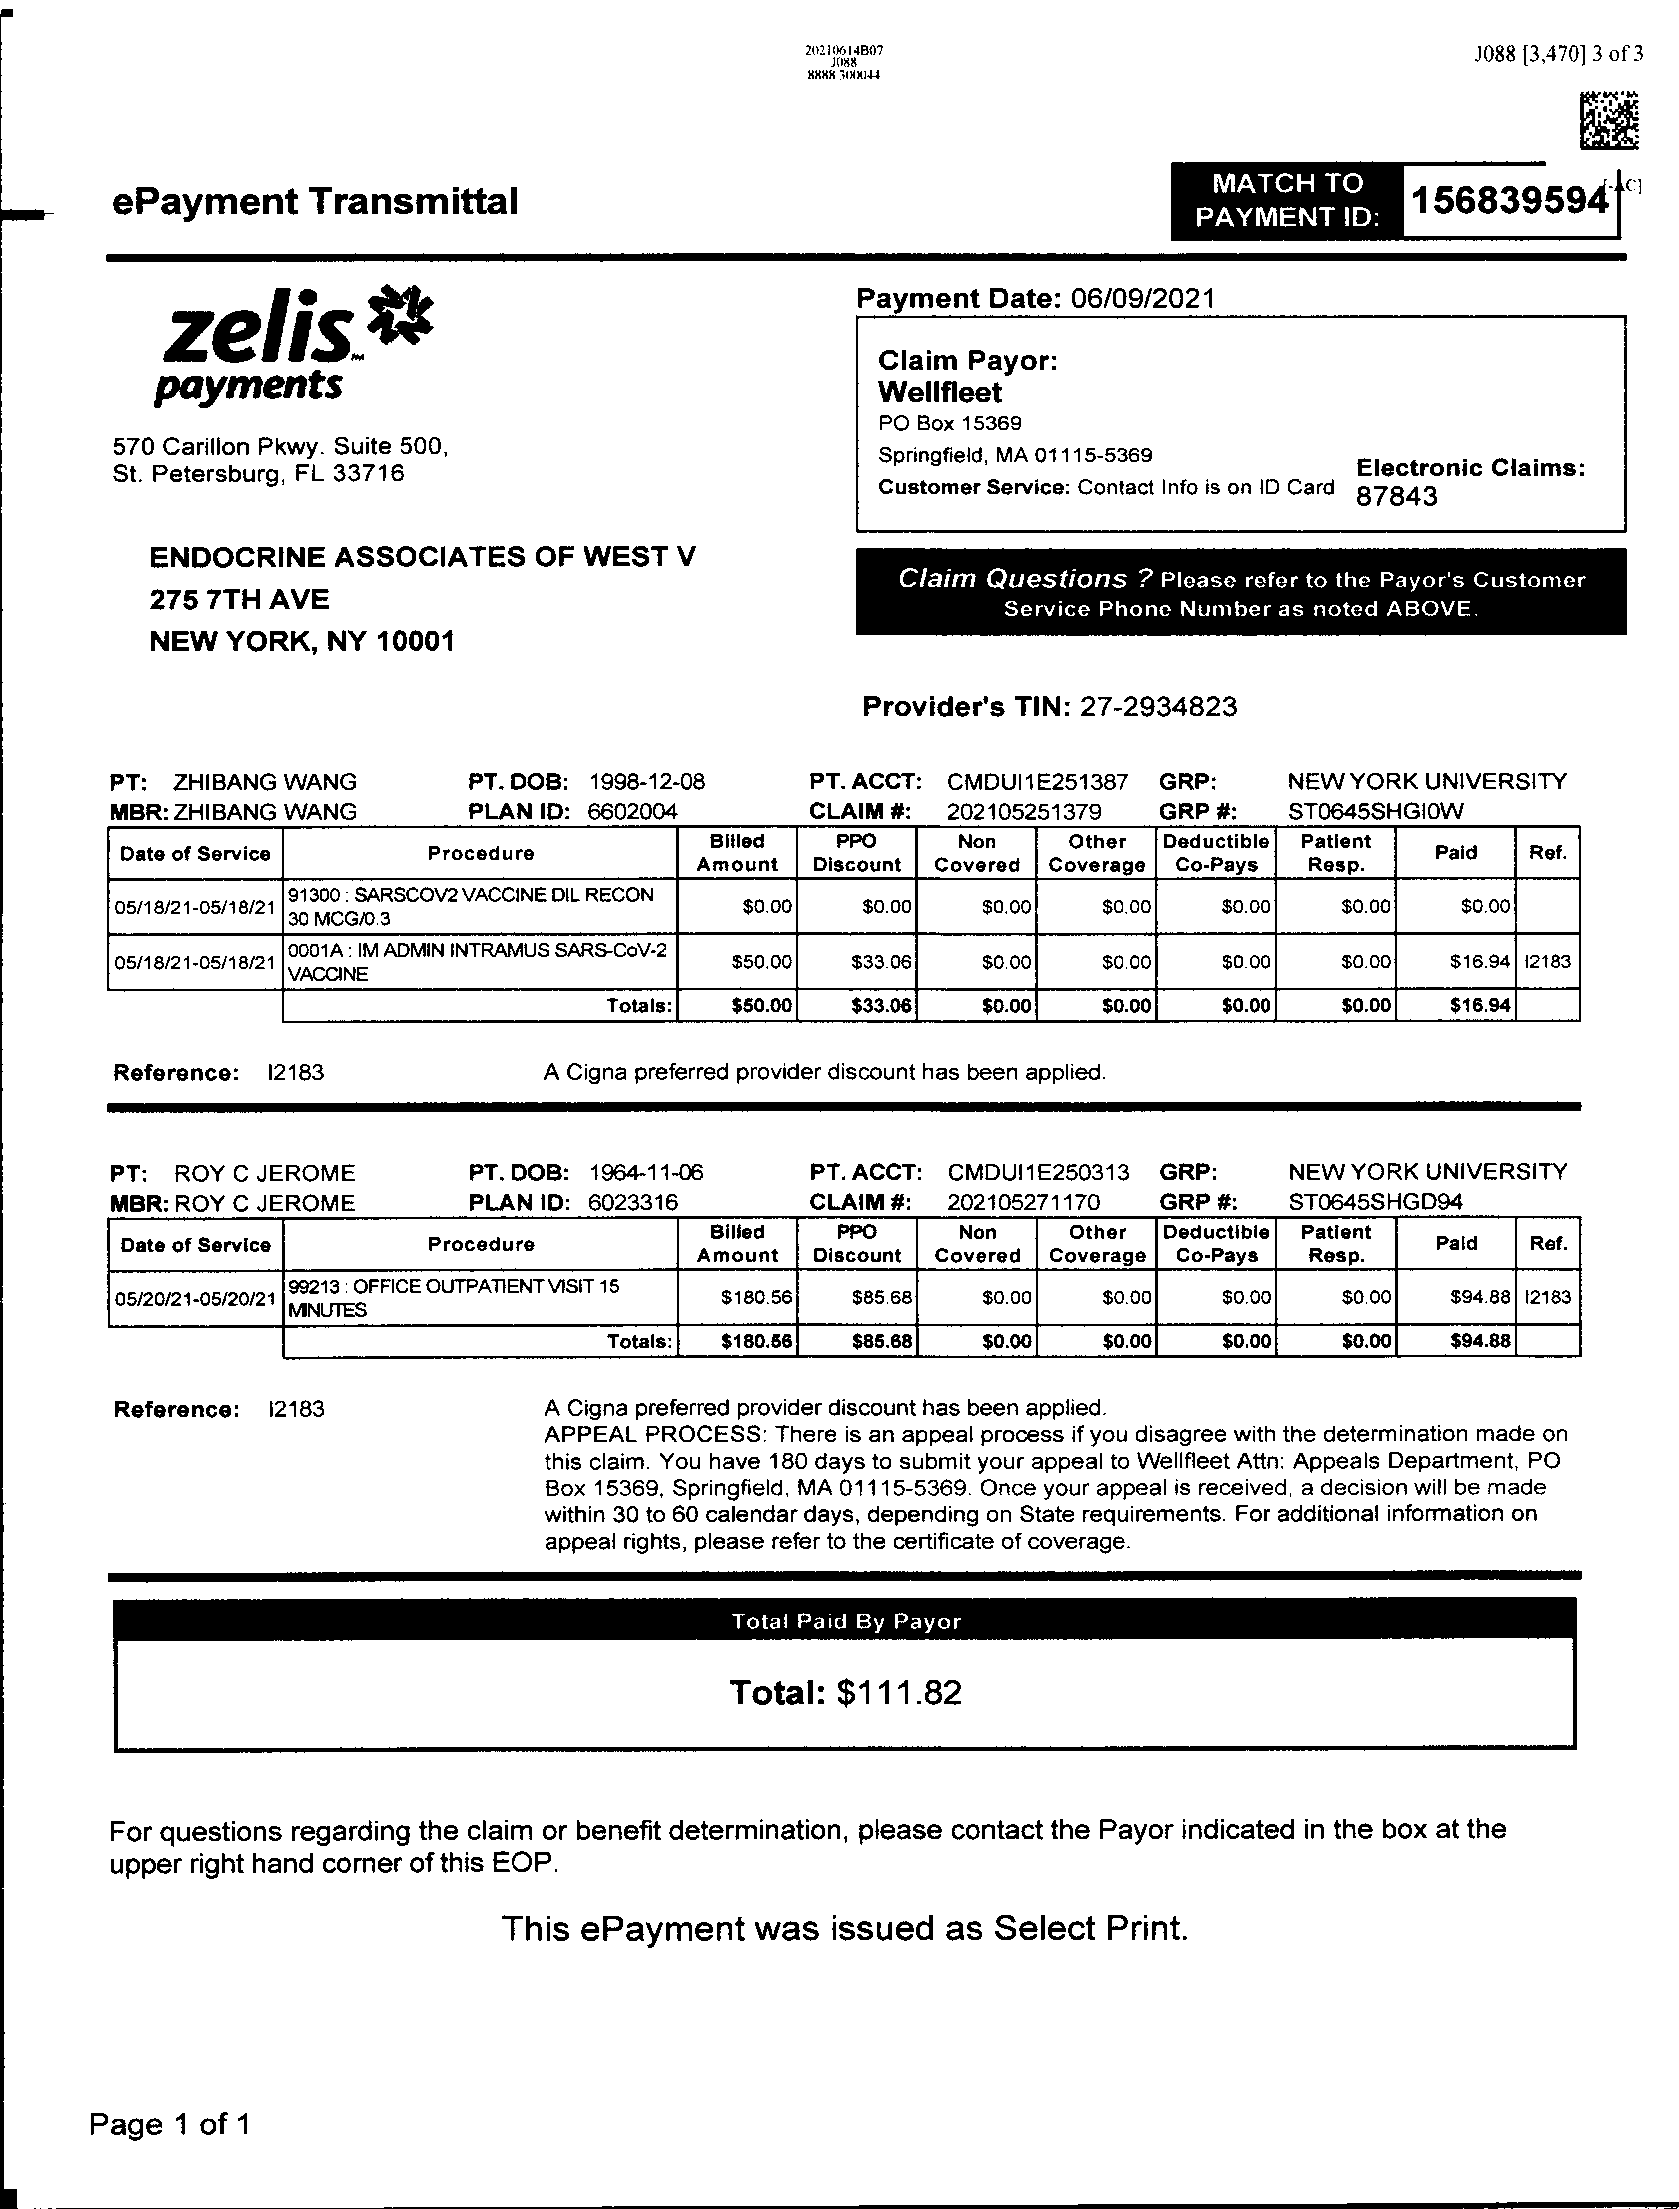 20210614B07
J088
8888 300044
J088 [3,470] 3 of 3
ePayment Transmittal
MATCH TO
PAYMENT ID:
156839594
zelis
payments
570 Carillon Pkwy. Suite 500,
St. Petersburg, FL 33716
Payment Date: 06/09/2021
Claim Payor:
Wellfleet
PO Box 15369
Springfield, MA 01115-5369
Customer Service: Contact Info is on ID Card
Electronic Claims:
87843
ENDOCRINE ASSOCIATES OF WEST V
275 7TH AVE
NEW YORK, NY 10001
Claim Questions ? Please refer to the Payor's Customer
Service Phone Number as noted ABOVE.
Provider's TIN: 27-2934823
PT: ZHIBANG WANG PT. DOB: 1998-12-08 PT. ACCT: CMDUI1E251387 GRP: NEW YORK UNIVERSITY
MBR: ZHIBANG WANG PLAN ID: 6602004 CLAIM #: 202105251379 GRP #: ST0645SHGIOW
Date of Service Procedure Billed Amount PPO Discount Non Covered Other Coverage Deductible Co-Pays Patient Resp. Paid Ref.
05/18/21-05/18/21 91300 : SARSCOV2 VACCINE DIL RECON 30 MCG/0.3 $0.00 $0.00 $0.00 $0.00 $0.00 $0.00 $0.00
05/18/21-05/18/21 0001A : IM ADMIN INTRAMUS SARS-CoV-2 VACCINE $50.00 $33.06 $0.00 $0.00 $0.00 $0.00 $16.94 I2183
Totals: $50.00 $33.06 $0.00 $0.00 $0.00 $0.00 $16.94
Reference: I2183 A Cigna preferred provider discount has been applied.
PT: ROY C JEROME PT. DOB: 1964-11-06 PT. ACCT: CMDUI1E250313 GRP: NEW YORK UNIVERSITY
MBR: ROY C JEROME PLAN ID: 6023316 CLAIM #: 202105271170 GRP #: ST0645SHGD94
Date of Service Procedure Billed Amount PPO Discount Non Covered Other Coverage Deductible Co-Pays Patient Resp. Paid Ref.
05/20/21-05/20/21 99213 : OFFICE OUTPATIENT VISIT 15 MINUTES $180.56 $85.68 $0.00 $0.00 $0.00 $0.00 $94.88 I2183
Totals: $180.56 $85.68 $0.00 $0.00 $0.00 $0.00 $94.88
Reference: I2183 A Cigna preferred provider discount has been applied.
APPEAL PROCESS: There is an appeal process if you disagree with the determination made on
this claim. You have 180 days to submit your appeal to Wellfleet Attn: Appeals Department, PO
Box 15369, Springfield, MA 01115-5369. Once your appeal is received, a decision will be made
within 30 to 60 calendar days, depending on State requirements. For additional information on
appeal rights, please refer to the certificate of coverage.
Total Paid By Payor
Total: $111.82
For questions regarding the claim or benefit determination, please contact the Payor indicated in the box at the
upper right hand corner of this EOP.
This ePayment was issued as Select Print.
Page 1 of 1